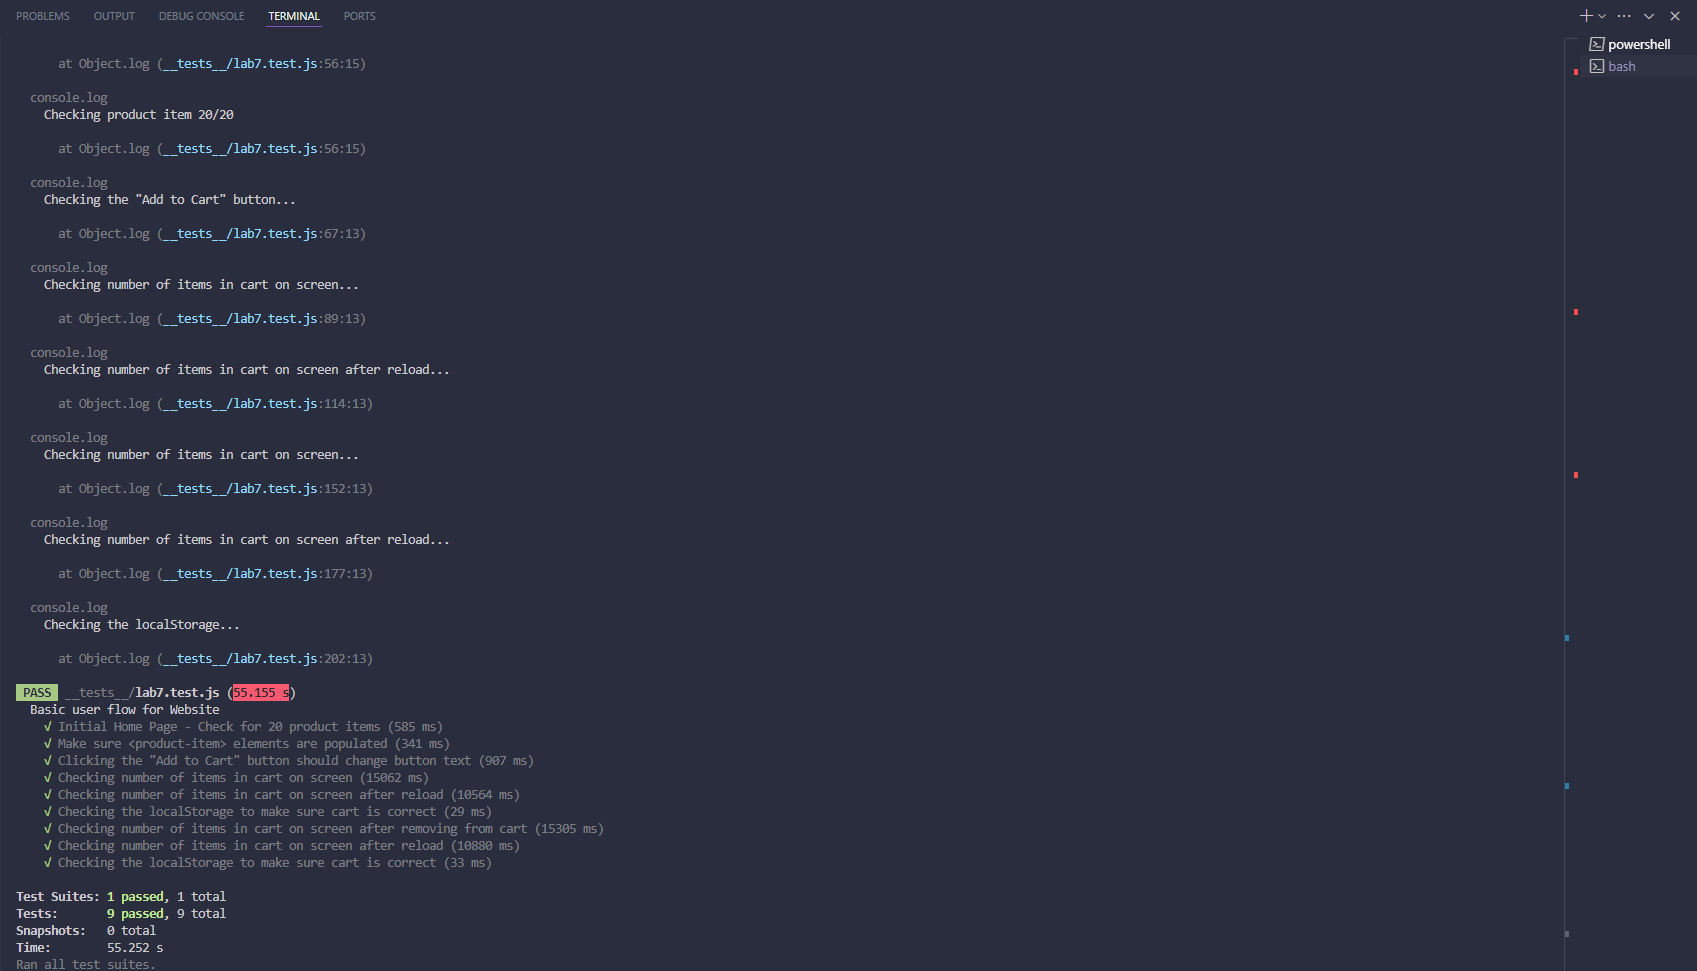 PROBLEMS OUTPUT DEBUG CONSOLE TERMINAL PORTS
powershell
bash
at Object.log (__tests__/lab7.test.js:56:15)
console.log
Checking product item 20/20
at Object.log (__tests__/lab7.test.js:56:15)
console.log
Checking the "Add to Cart" button...
at Object.log (__tests__/lab7.test.js:67:13)
console.log
Checking number of items in cart on screen...
at Object.log (__tests__/lab7.test.js:89:13)
console.log
Checking number of items in cart on screen after reload...
at Object.log (__tests__/lab7.test.js:114:13)
console.log
Checking number of items in cart on screen...
at Object.log (__tests__/lab7.test.js:152:13)
console.log
Checking number of items in cart on screen after reload...
at Object.log (__tests__/lab7.test.js:177:13)
console.log
Checking the localStorage...
at Object.log (__tests__/lab7.test.js:202:13)
PASS __tests__/lab7.test.js (55.155 s)
Basic user flow for Website
√ Initial Home Page - Check for 20 product items (585 ms)
√ Make sure <product-item> elements are populated (341 ms)
√ Clicking the "Add to Cart" button should change button text (907 ms)
√ Checking number of items in cart on screen (15062 ms)
√ Checking number of items in cart on screen after reload (10564 ms)
√ Checking the localStorage to make sure cart is correct (29 ms)
√ Checking number of items in cart on screen after removing from cart (15305 ms)
√ Checking number of items in cart on screen after reload (10880 ms)
√ Checking the localStorage to make sure cart is correct (33 ms)
Test Suites: 1 passed, 1 total
Tests: 9 passed, 9 total
Snapshots: 0 total
Time: 55.252 s
Ran all test suites.